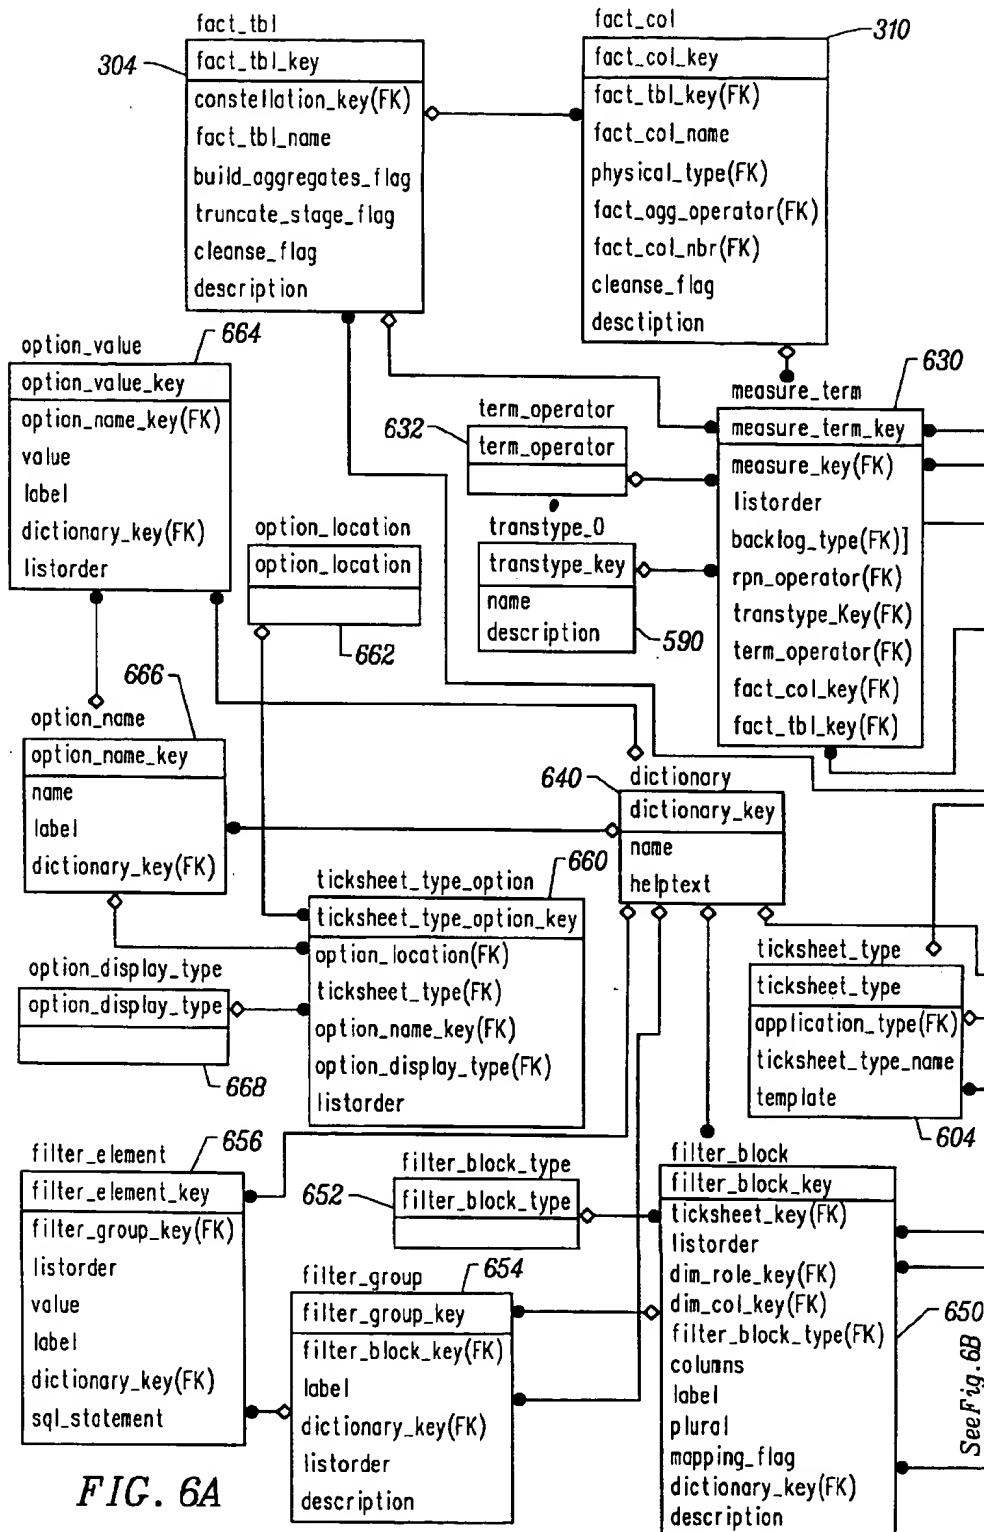 fact_tbl
304
fact_tbl_key
constellation_key(FK)
fact_tbl_name
build_aggregates_flag
truncate_stage_flag
cleanse_flag
description
fact_col
310
fact_col_key
fact_tbl_key(FK)
fact_col_name
physical_type(FK)
fact_agg_operator(FK)
fact_col_nbr(FK)
cleanse_flag
desctiption
option_value
664
option_value_key
option_name_key(FK)
value
label
dictionary_key(FK)
listorder
term_operator
632
term_operator
measure_term
630
measure_term_key
measure_key(FK)
listorder
backlog_type(FK)]
rpn_operator(FK)
transtype_Key(FK)
term_operator(FK)
fact_col_key(FK)
fact_tbl_key(FK)
option_location
option_location
662
transtype_0
transtype_key
name
description
590
666
option_name
option_name_key
name
label
dictionary_key(FK)
640
dictionary
dictionary_key
name
helptext
660
ticksheet_type_option
ticksheet_type_option_key
option_location(FK)
ticksheet_type(FK)
option_name_key(FK)
option_display_type(FK)
listorder
option_display_type
option_display_type
668
ticksheet_type
ticksheet_type
application_type(FK)
ticksheet_type_name
template
604
656
filter_element
filter_element_key
filter_group_key(FK)
listorder
value
label
dictionary_key(FK)
sql_statement
filter_block_type
652
filter_block_type
filter_block
filter_block_key
ticksheet_key(FK)
listorder
dim_role_key(FK)
dim_col_key(FK)
filter_block_type(FK)
columns
label
plural
mapping_flag
dictionary_key(FK)
description
650
654
filter_group
filter_group_key
filter_block_key(FK)
label
dictionary_key(FK)
listorder
description
See Fig. 6B
FIG. 6A